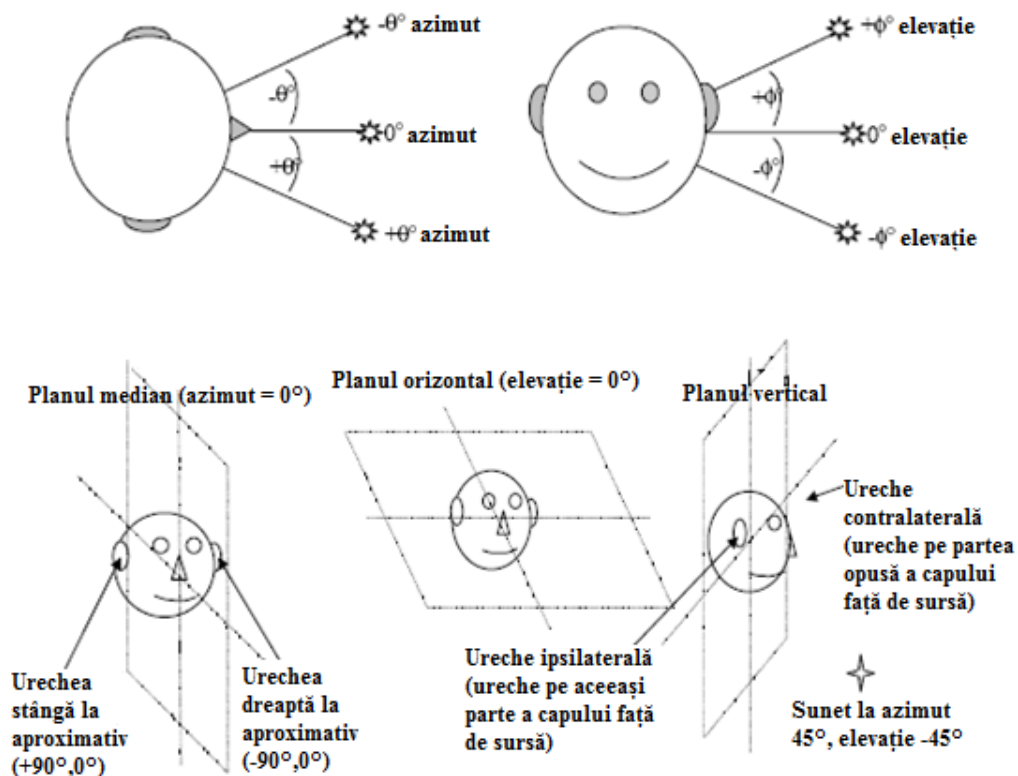 -θ° azimut
-θ°
0° azimut
+θ°
+θ° azimut
+ϕ° elevație
+ϕ°
0° elevație
-ϕ°
-ϕ° elevație
Planul median (azimut = 0°)
Urechea
stângă la
aproximativ
(+90°,0°)
Urechea
dreaptă la
aproximativ
(-90°,0°)
Planul orizontal (elevație = 0°)
Planul vertical
Ureche
contralaterală
(ureche pe partea
opusă a capului
față de sursă)
Ureche ipsilaterală
(ureche pe aceeași
parte a capului față
de sursă)
Sunet la azimut
45°, elevație -45°